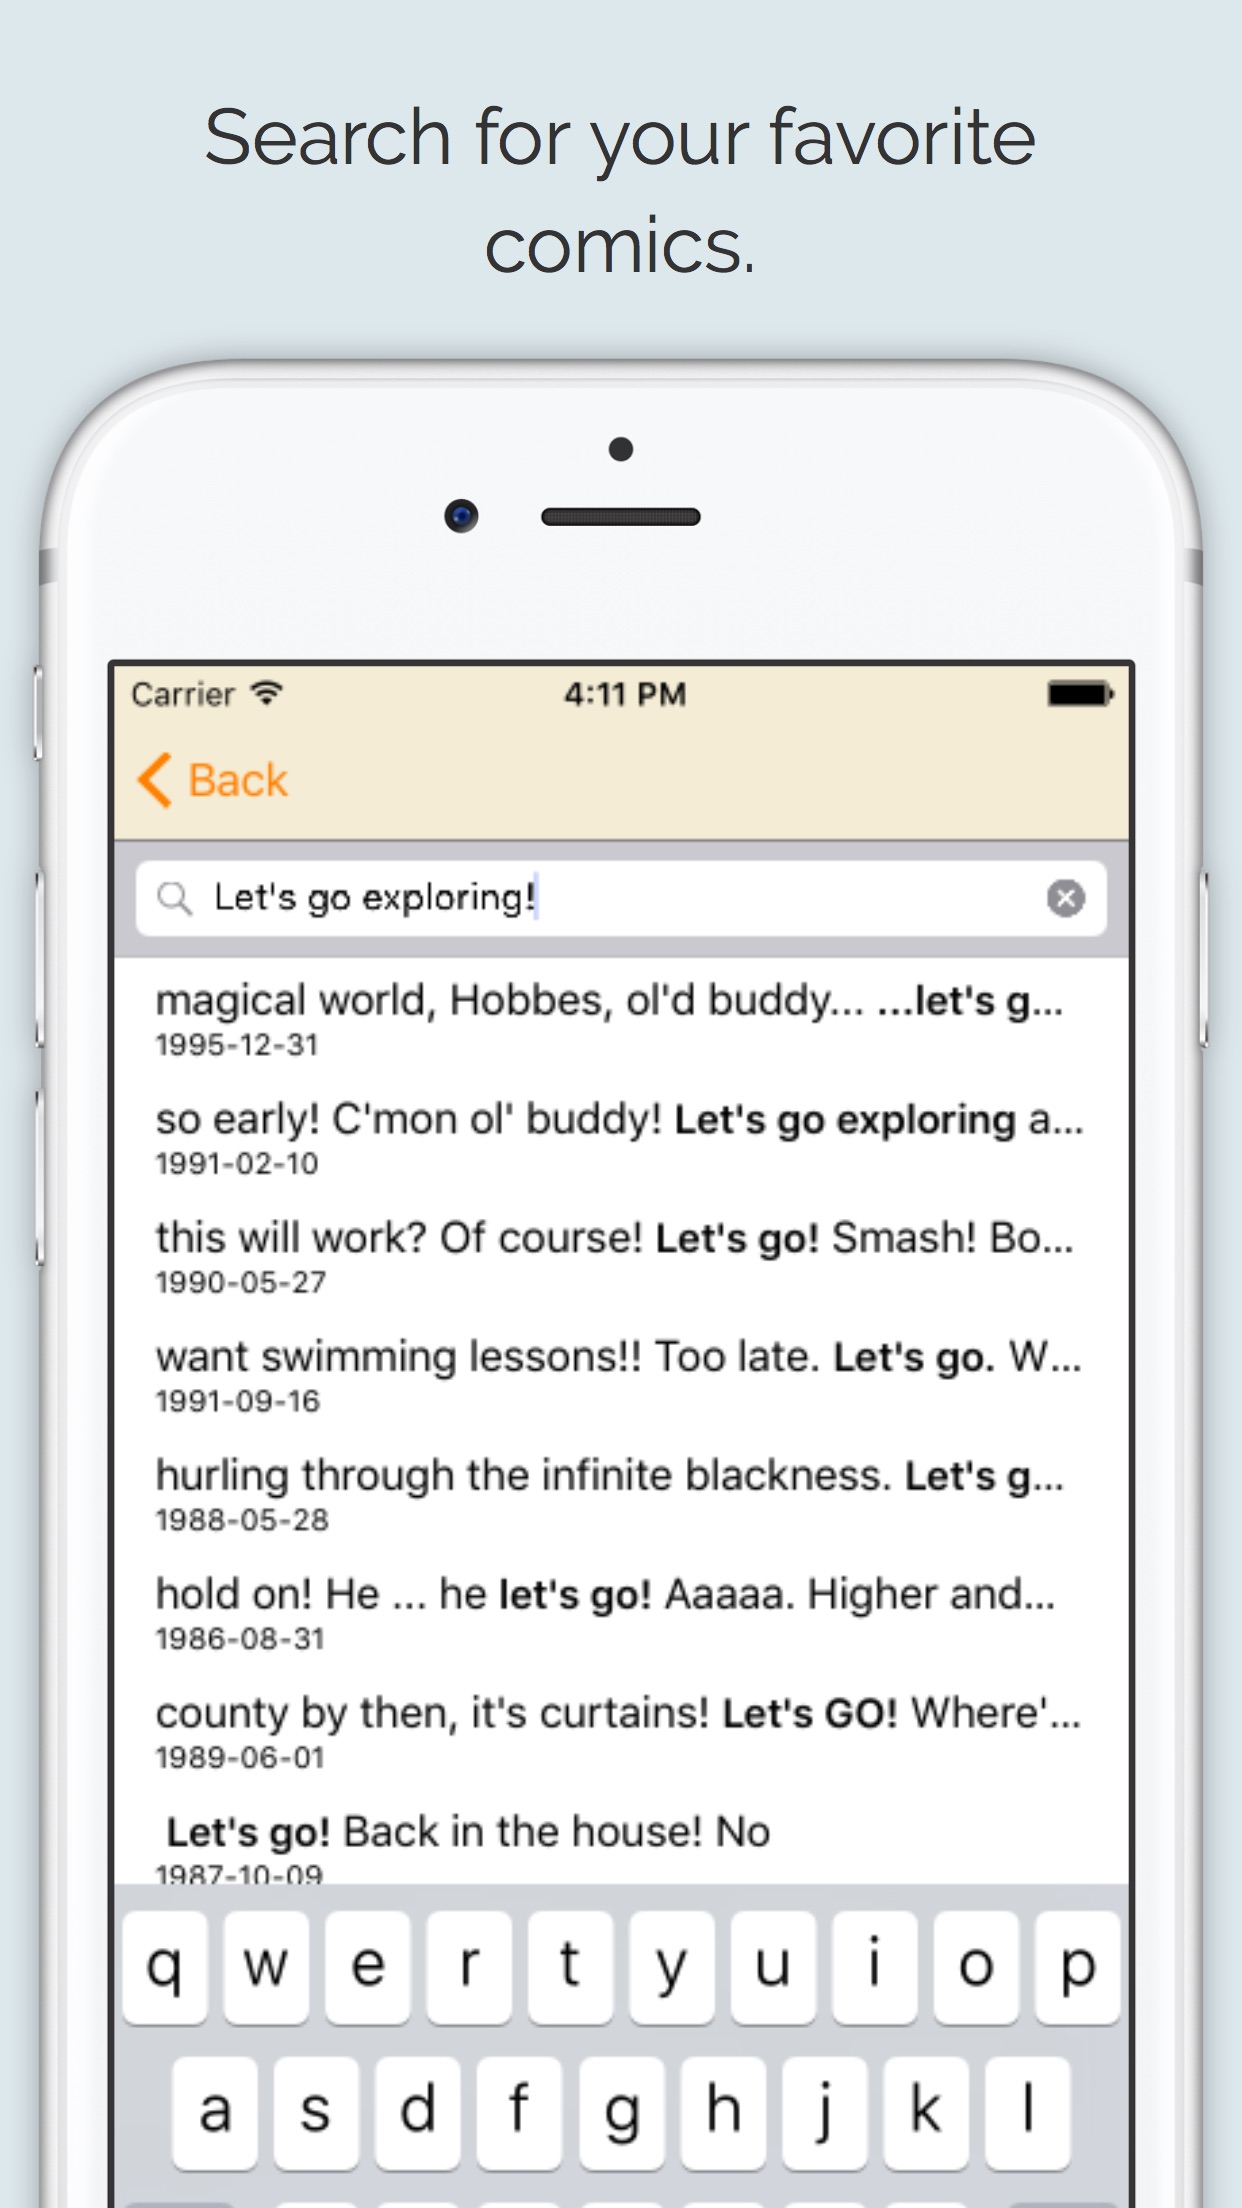 Search for your favorite
comics.
Carrier
4:11 PM
Back
Let's go exploring!
magical world, Hobbes, ol'd buddy... ...let's g...
1995-12-31
so early! C'mon ol' buddy! Let's go exploring a...
1991-02-10
this will work? Of course! Let's go! Smash! Bo...
1990-05-27
want swimming lessons!! Too late. Let's go. W...
1991-09-16
hurling through the infinite blackness. Let's g...
1988-05-28
hold on! He ... he let's go! Aaaaa. Higher and...
1986-08-31
county by then, it's curtains! Let's GO! Where'...
1989-06-01
Let's go! Back in the house! No
1987-10-09
q w e r t y u i o p
a s d f g h j k l